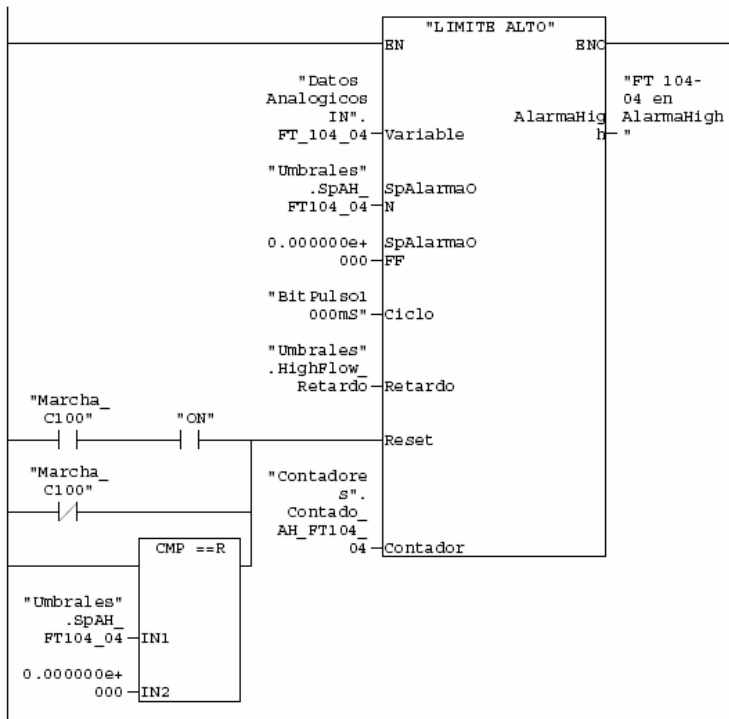 "LIMITE ALTO"
EN
ENO
"Datos
Analogicos
IN".
FT_104_04
Variable
AlarmaHig
h
"FT 104-
04 en
AlarmaHigh
"
"Umbrales"
.SpAH_
FT104_04
SpAlarmaO
N
0.000000e+
000
SpAlarmaO
FF
"BitPulso1
000mS"
Ciclo
"Umbrales"
.HighFlow_
Retardo
Retardo
"Marcha_
C100"
"ON"
Reset
"Marcha_
C100"
"Contadore
s".
Contado_
AH_FT104_
04
Contador
CMP ==R
"Umbrales"
.SpAH_
FT104_04
IN1
0.000000e+
000
IN2